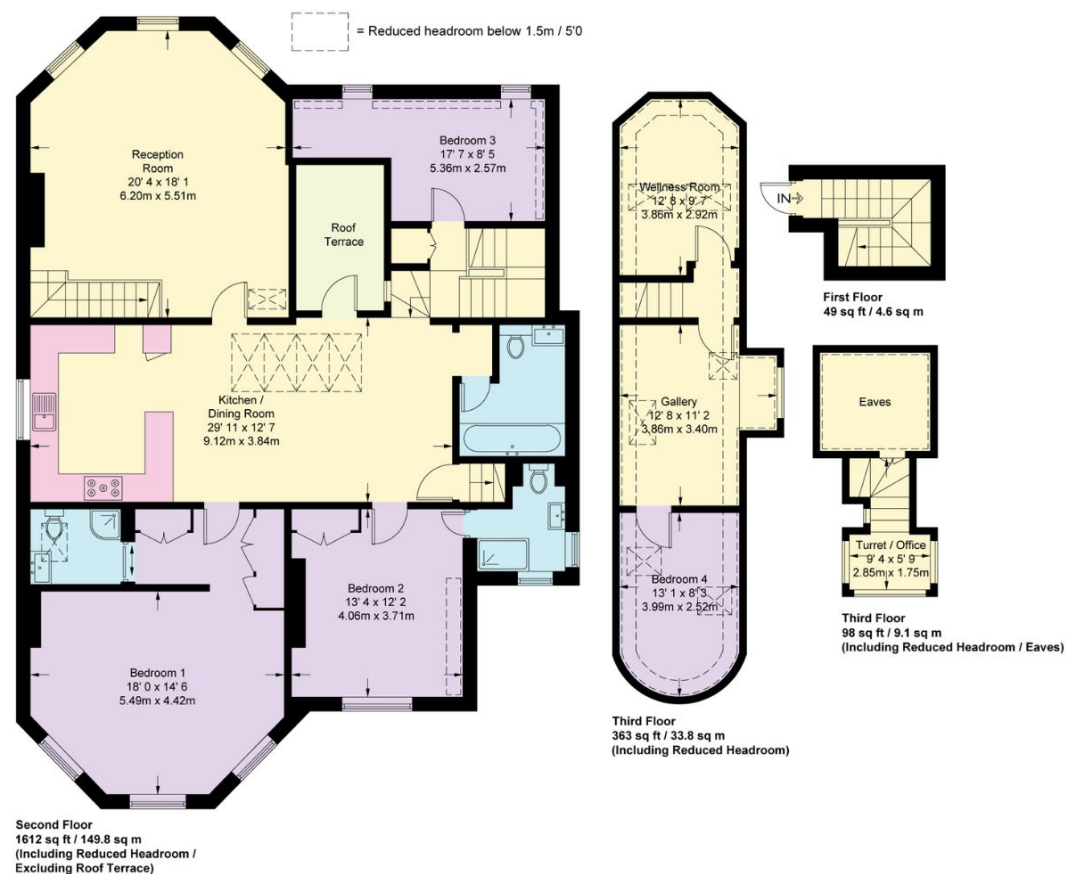 = Reduced headroom below 1.5m / 5'0
Reception
Room
20' 4 x 18' 1
6.20m x 5.51m
Bedroom 3
17' 7 x 8' 5
5.36m x 2.57m
Roof
Terrace
Kitchen /
Dining Room
29' 11 x 12' 7
9.12m x 3.84m
Bedroom 1
18' 0 x 14' 6
5.49m x 4.42m
Bedroom 2
13' 4 x 12' 2
4.06m x 3.71m
Second Floor
1612 sq ft / 149.8 sq m
(Including Reduced Headroom /
Excluding Roof Terrace)
Wellness Room
12' 8 x 9' 7
3.86m x 2.92m
Gallery
12' 8 x 11' 2
3.86m x 3.40m
Bedroom 4
13' 1 x 8' 3
3.99m x 2.52m
Third Floor
363 sq ft / 33.8 sq m
(Including Reduced Headroom)
IN
First Floor
49 sq ft / 4.6 sq m
Eaves
Turret / Office
9' 4 x 5' 9
2.85m x 1.75m
Third Floor
98 sq ft / 9.1 sq m
(Including Reduced Headroom / Eaves)